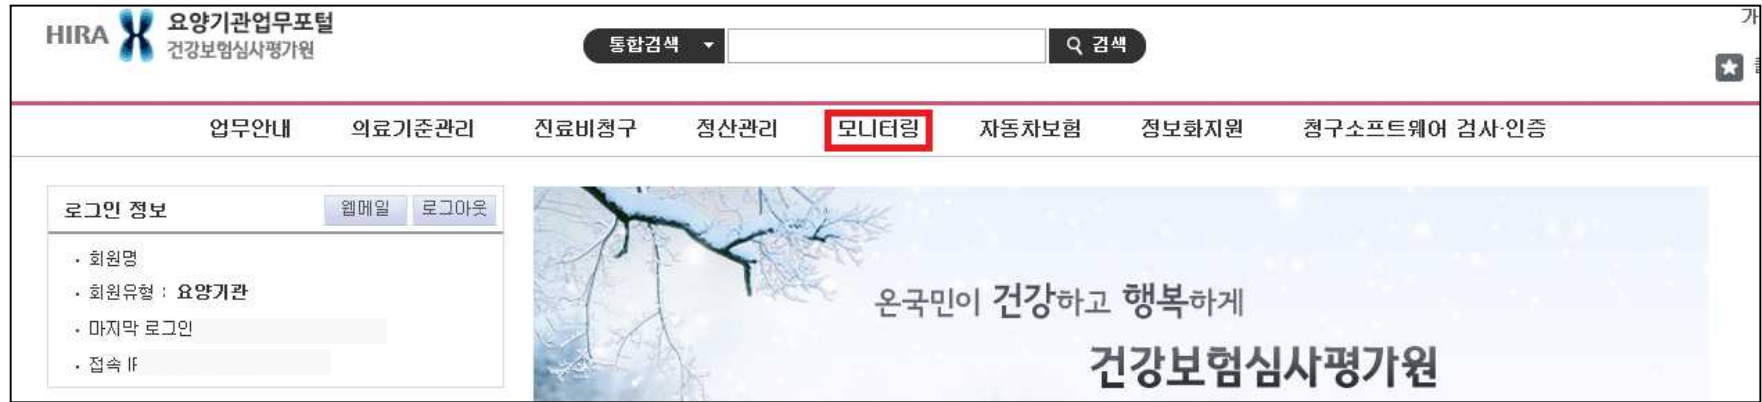 HIRA 요양기관업무포털
건강보험심사평가원
통합검색 검색
업무안내 의료기준관리 진료비청구 정산관리 모니터링 자동차보험 정보화지원 청구소프트웨어 검사·인증
로그인 정보 웹메일 로그아웃
· 회원명
· 회원유형 : 요양기관
· 마지막 로그인
· 접속 IP
온국민이 건강하고 행복하게
건강보험심사평가원